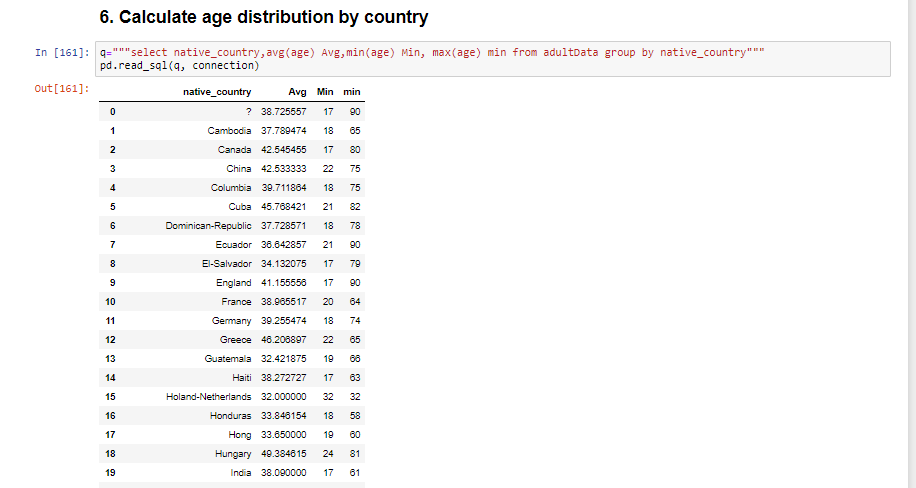 6. Calculate age distribution by country
In [161]: q="""select native_country,avg(age) Avg,min(age) Min, max(age) min from adultData group by native_country"""
pd.read_sql(q, connection)
Out[161]:
native_country Avg Min min
0 ? 38.725557 17 90
1 Cambodia 37.789474 18 65
2 Canada 42.545455 17 80
3 China 42.533333 22 75
4 Columbia 39.711864 18 75
5 Cuba 45.768421 21 82
6 Dominican-Republic 37.728571 18 78
7 Ecuador 36.642857 21 90
8 El-Salvador 34.132075 17 79
9 England 41.155556 17 90
10 France 38.965517 20 64
11 Germany 39.255474 18 74
12 Greece 46.206897 22 65
13 Guatemala 32.421875 19 66
14 Haiti 38.272727 17 63
15 Holand-Netherlands 32.000000 32 32
16 Honduras 33.846154 18 58
17 Hong 33.650000 19 60
18 Hungary 49.384615 24 81
19 India 38.090000 17 61